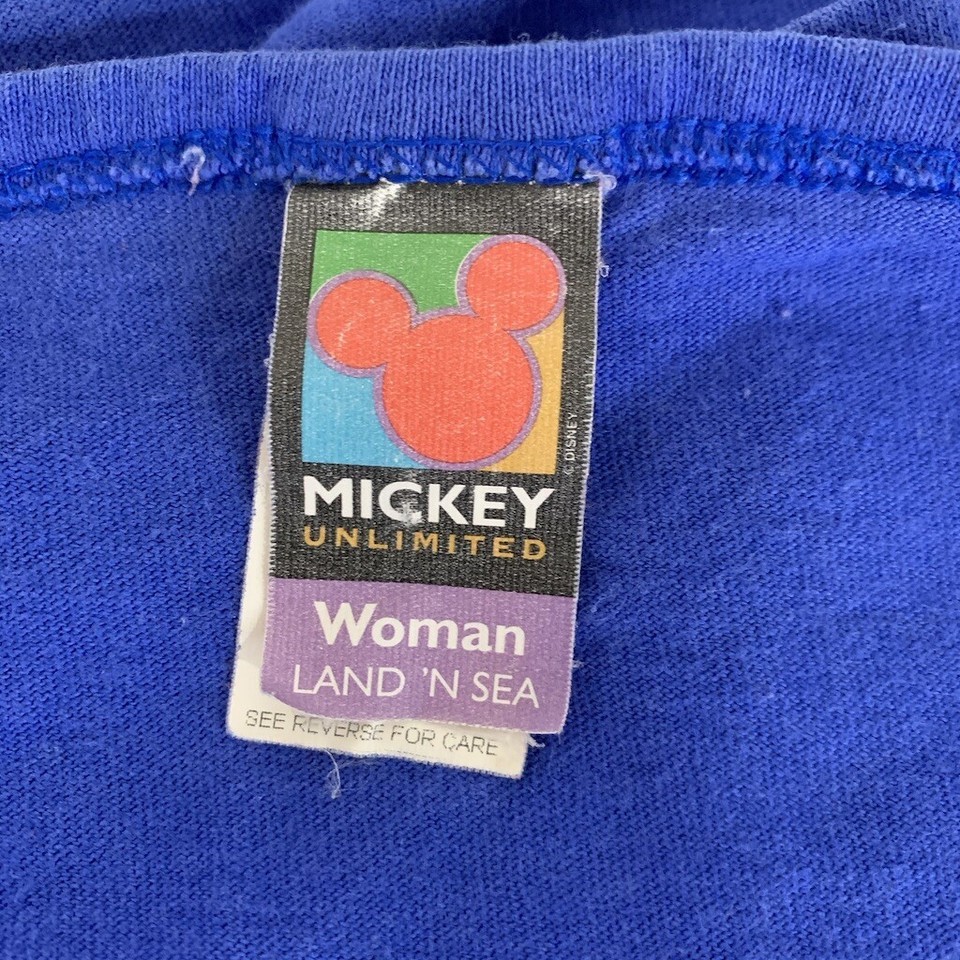 © DISNEY
MICKEY
UNLIMITED
Woman
LAND 'N SEA
SEE REVERSE FOR CARE